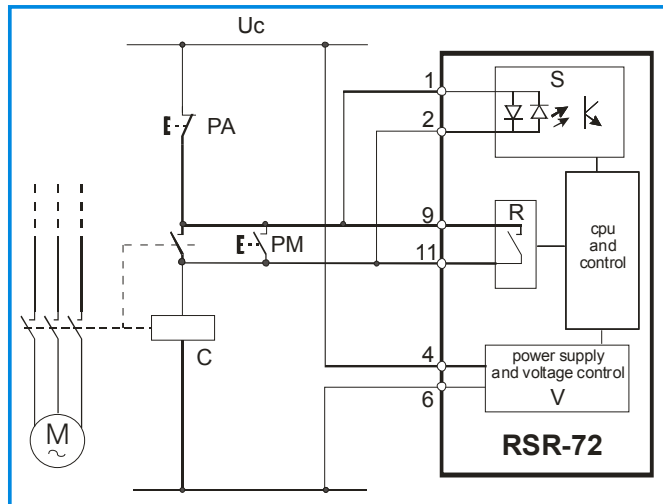 Uc
1
S
PA
2
9
R
cpu
and
control
PM
11
C
4
power supply
and voltage control
V
6
M
~
RSR-72